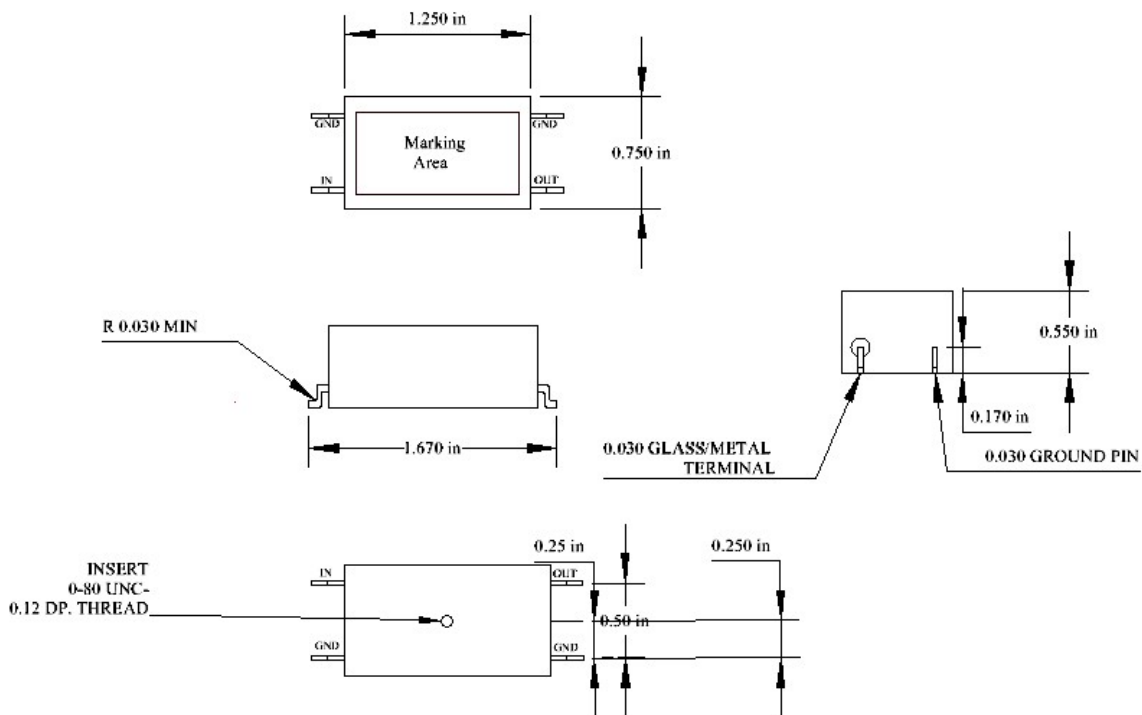 1.250 in
GND
GND
Marking
Area
0.750 in
IN
OUT
R 0.030 MIN
0.550 in
0.170 in
1.670 in
0.030 GLASS/METAL
TERMINAL
0.030 GROUND PIN
0.25 in
0.250 in
INSERT
0-80 UNC-
0.12 DP. THREAD
IN
OUT
0.50 in
GND
GND